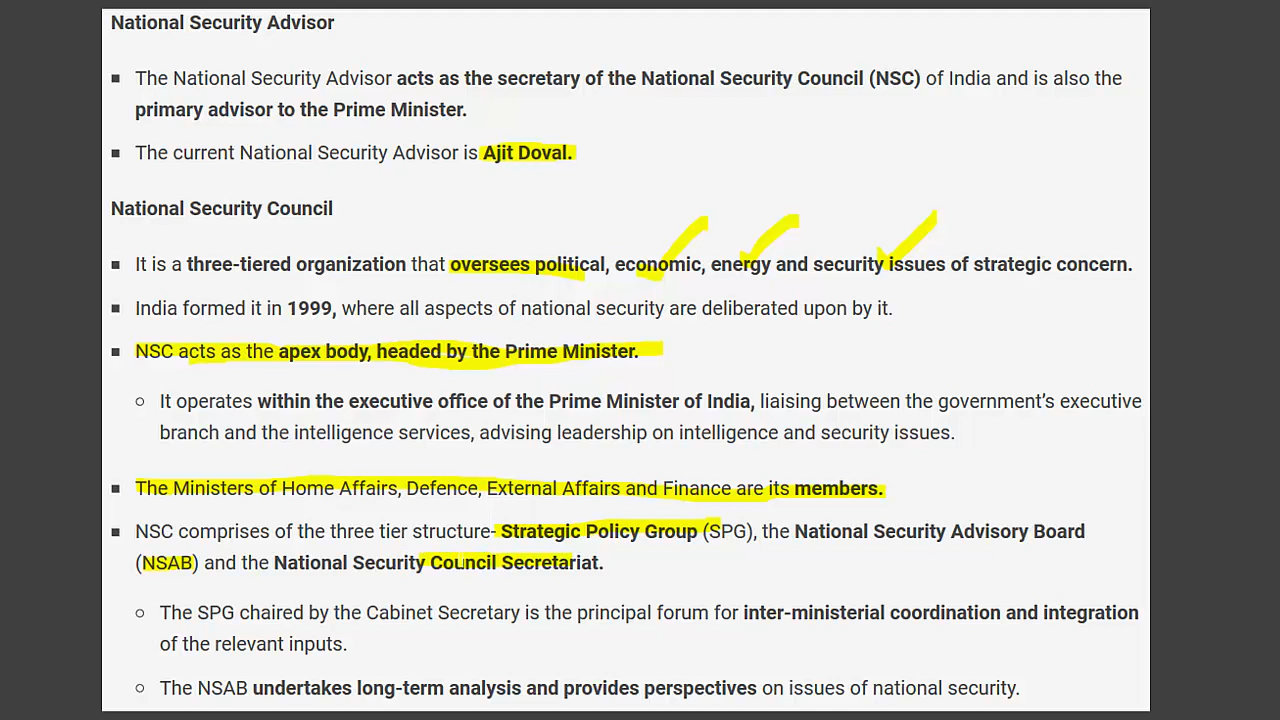 National Security Advisor
▪ The National Security Advisor acts as the secretary of the National Security Council (NSC) of India and is also the
primary advisor to the Prime Minister.
▪ The current National Security Advisor is Ajit Doval.
National Security Council
▪ It is a three-tiered organization that oversees political, economic, energy and security issues of strategic concern.
▪ India formed it in 1999, where all aspects of national security are deliberated upon by it.
▪ NSC acts as the apex body, headed by the Prime Minister.
○ It operates within the executive office of the Prime Minister of India, liaising between the government's executive
branch and the intelligence services, advising leadership on intelligence and security issues.
▪ The Ministers of Home Affairs, Defence, External Affairs and Finance are its members.
▪ NSC comprises of the three tier structure- Strategic Policy Group (SPG), the National Security Advisory Board
(NSAB) and the National Security Council Secretariat.
○ The SPG chaired by the Cabinet Secretary is the principal forum for inter-ministerial coordination and integration
of the relevant inputs.
○ The NSAB undertakes long-term analysis and provides perspectives on issues of national security.